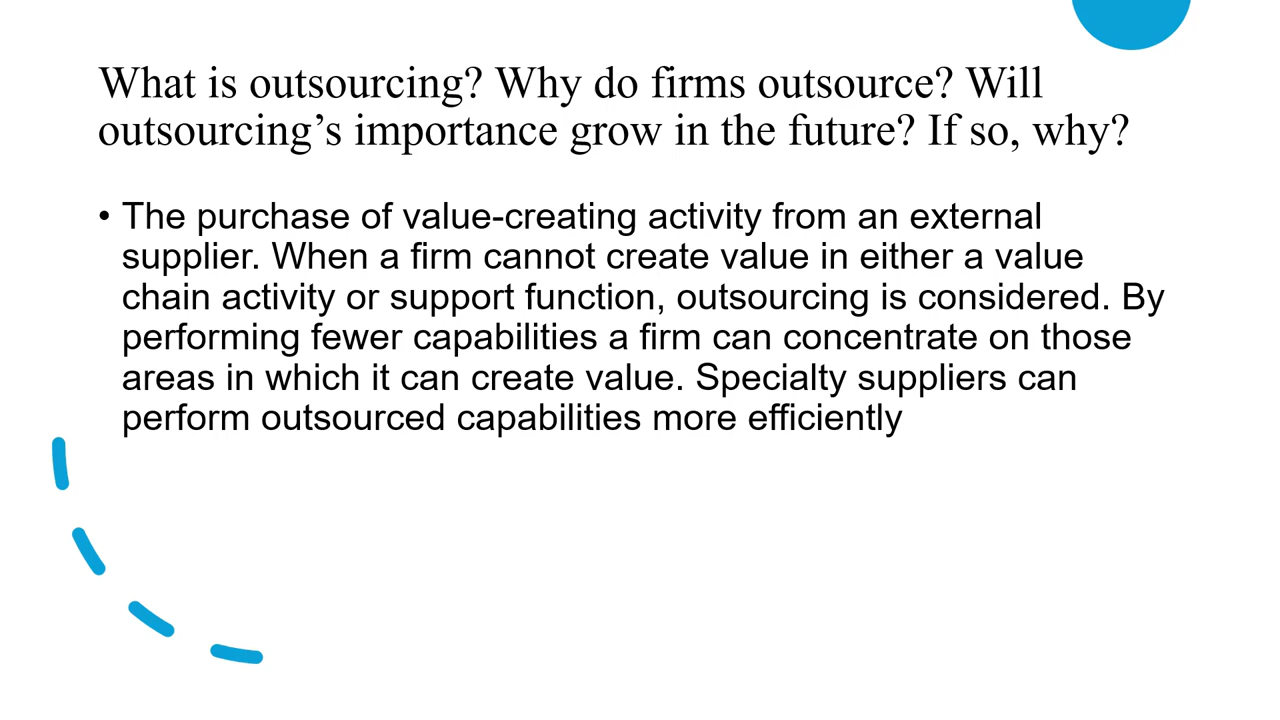 What is outsourcing? Why do firms outsource? Will
outsourcing’s importance grow in the future? If so, why?
• The purchase of value-creating activity from an external
supplier. When a firm cannot create value in either a value
chain activity or support function, outsourcing is considered. By
performing fewer capabilities a firm can concentrate on those
areas in which it can create value. Specialty suppliers can
perform outsourced capabilities more efficiently